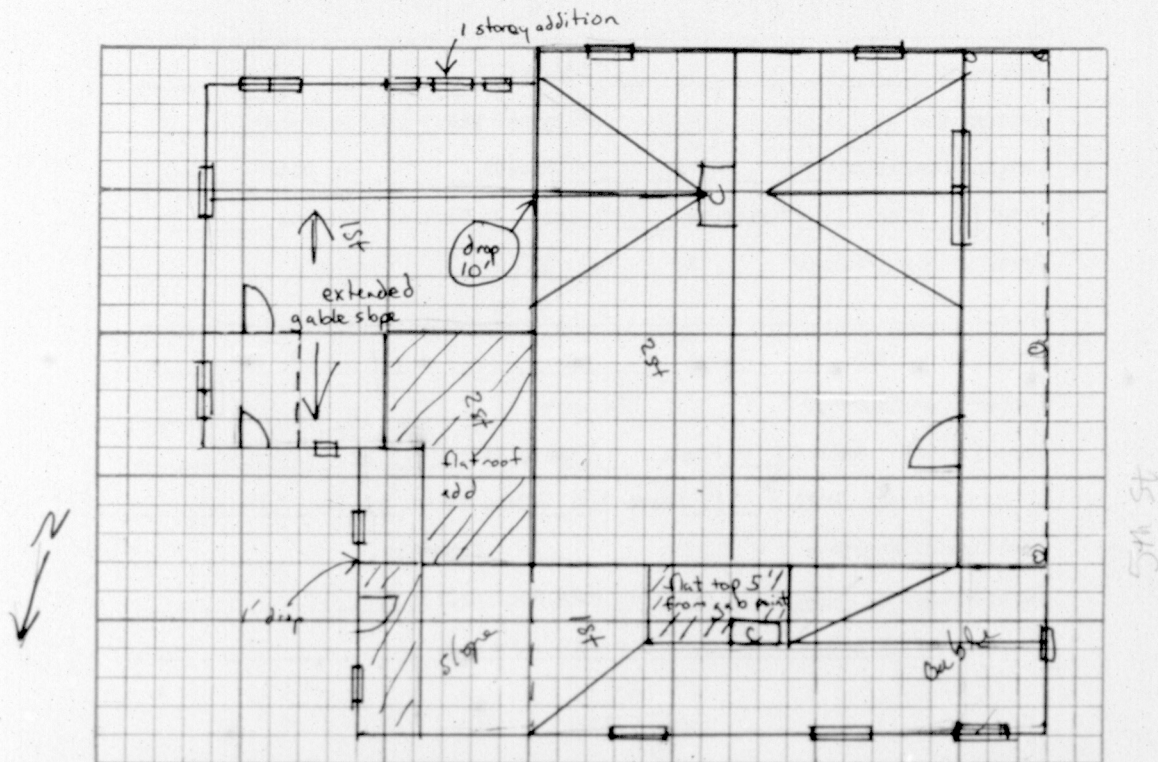 1 storey addition
C
1st
drop
10'
extended
gable slope
2st
2st
flat roof
add
N
5th St
flat top 5'
from gab point
1' drop
C
1st
slope
Gable